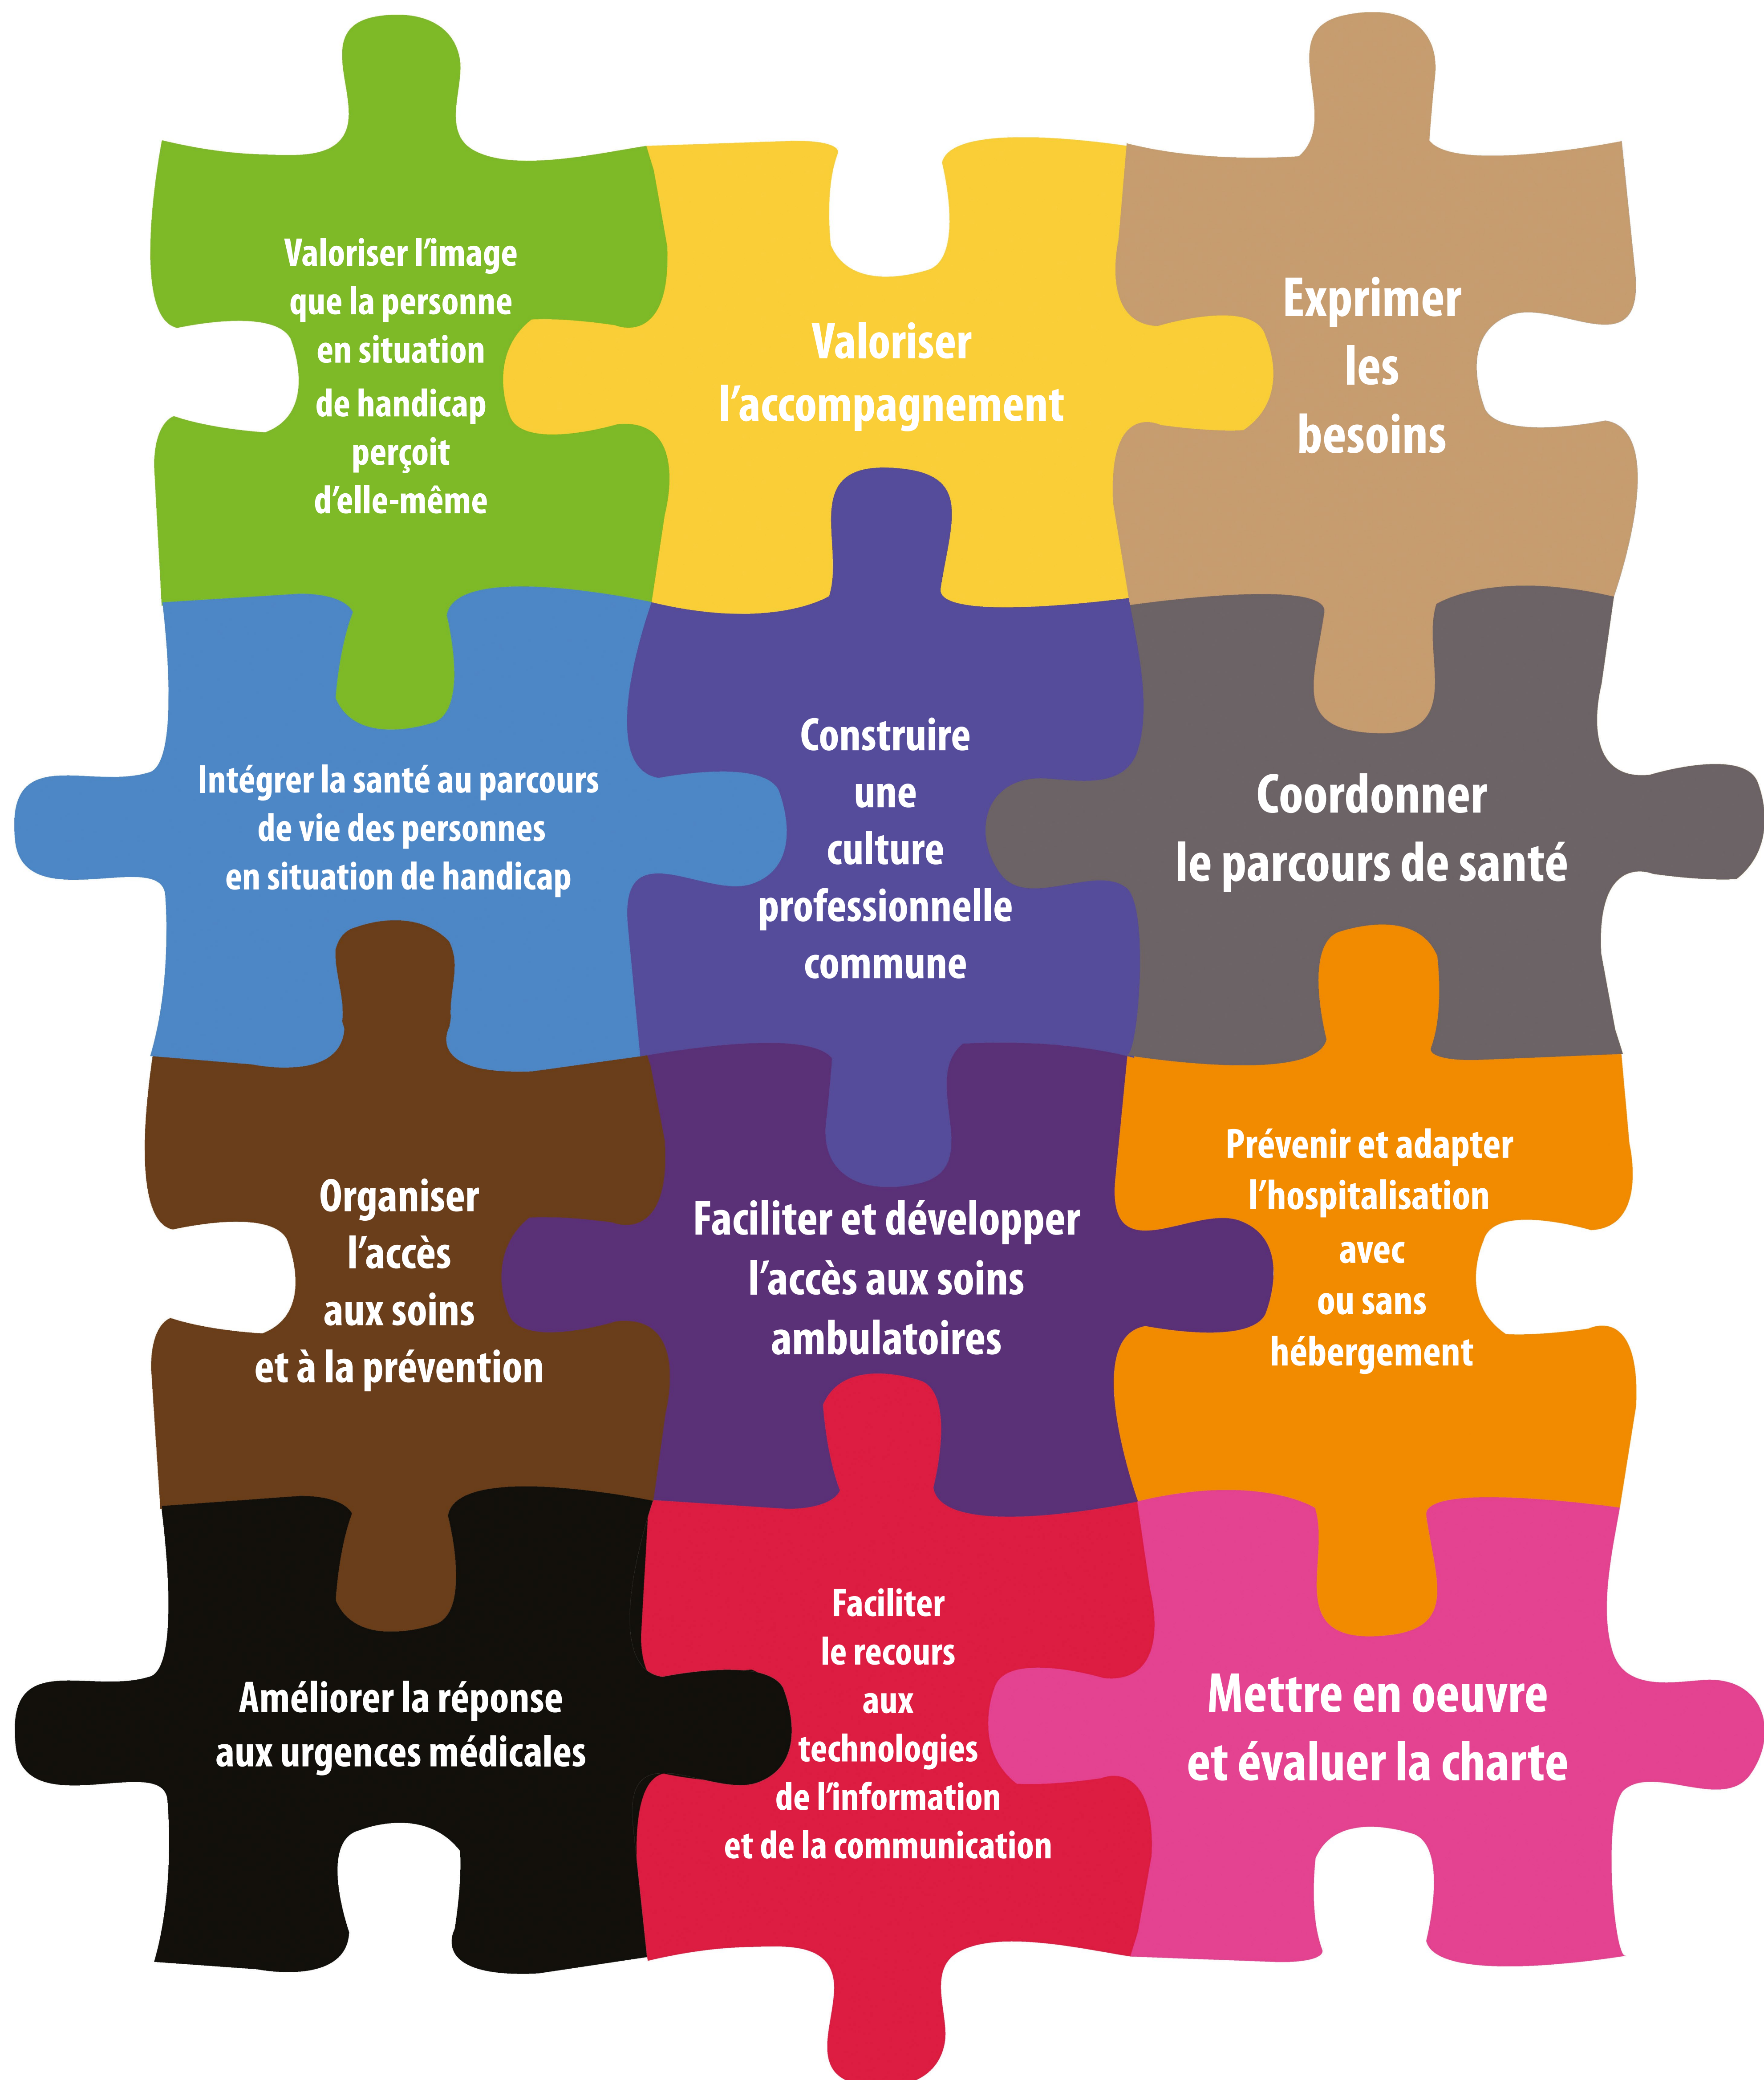 Valoriser l’image
que la personne
en situation
de handicap
perçoit
d’elle-même
Valoriser
l’accompagnement
Exprimer
les
besoins
Intégrer la santé au parcours
de vie des personnes
en situation de handicap
Construire
une
culture
professionnelle
commune
Coordonner
le parcours de santé
Organiser
l’accès
aux soins
et à la prévention
Faciliter et développer
l’accès aux soins
ambulatoires
Prévenir et adapter
l’hospitalisation
avec
ou sans
hébergement
Améliorer la réponse
aux urgences médicales
Faciliter
le recours
aux
technologies
de l’information
et de la communication
Mettre en oeuvre
et évaluer la charte